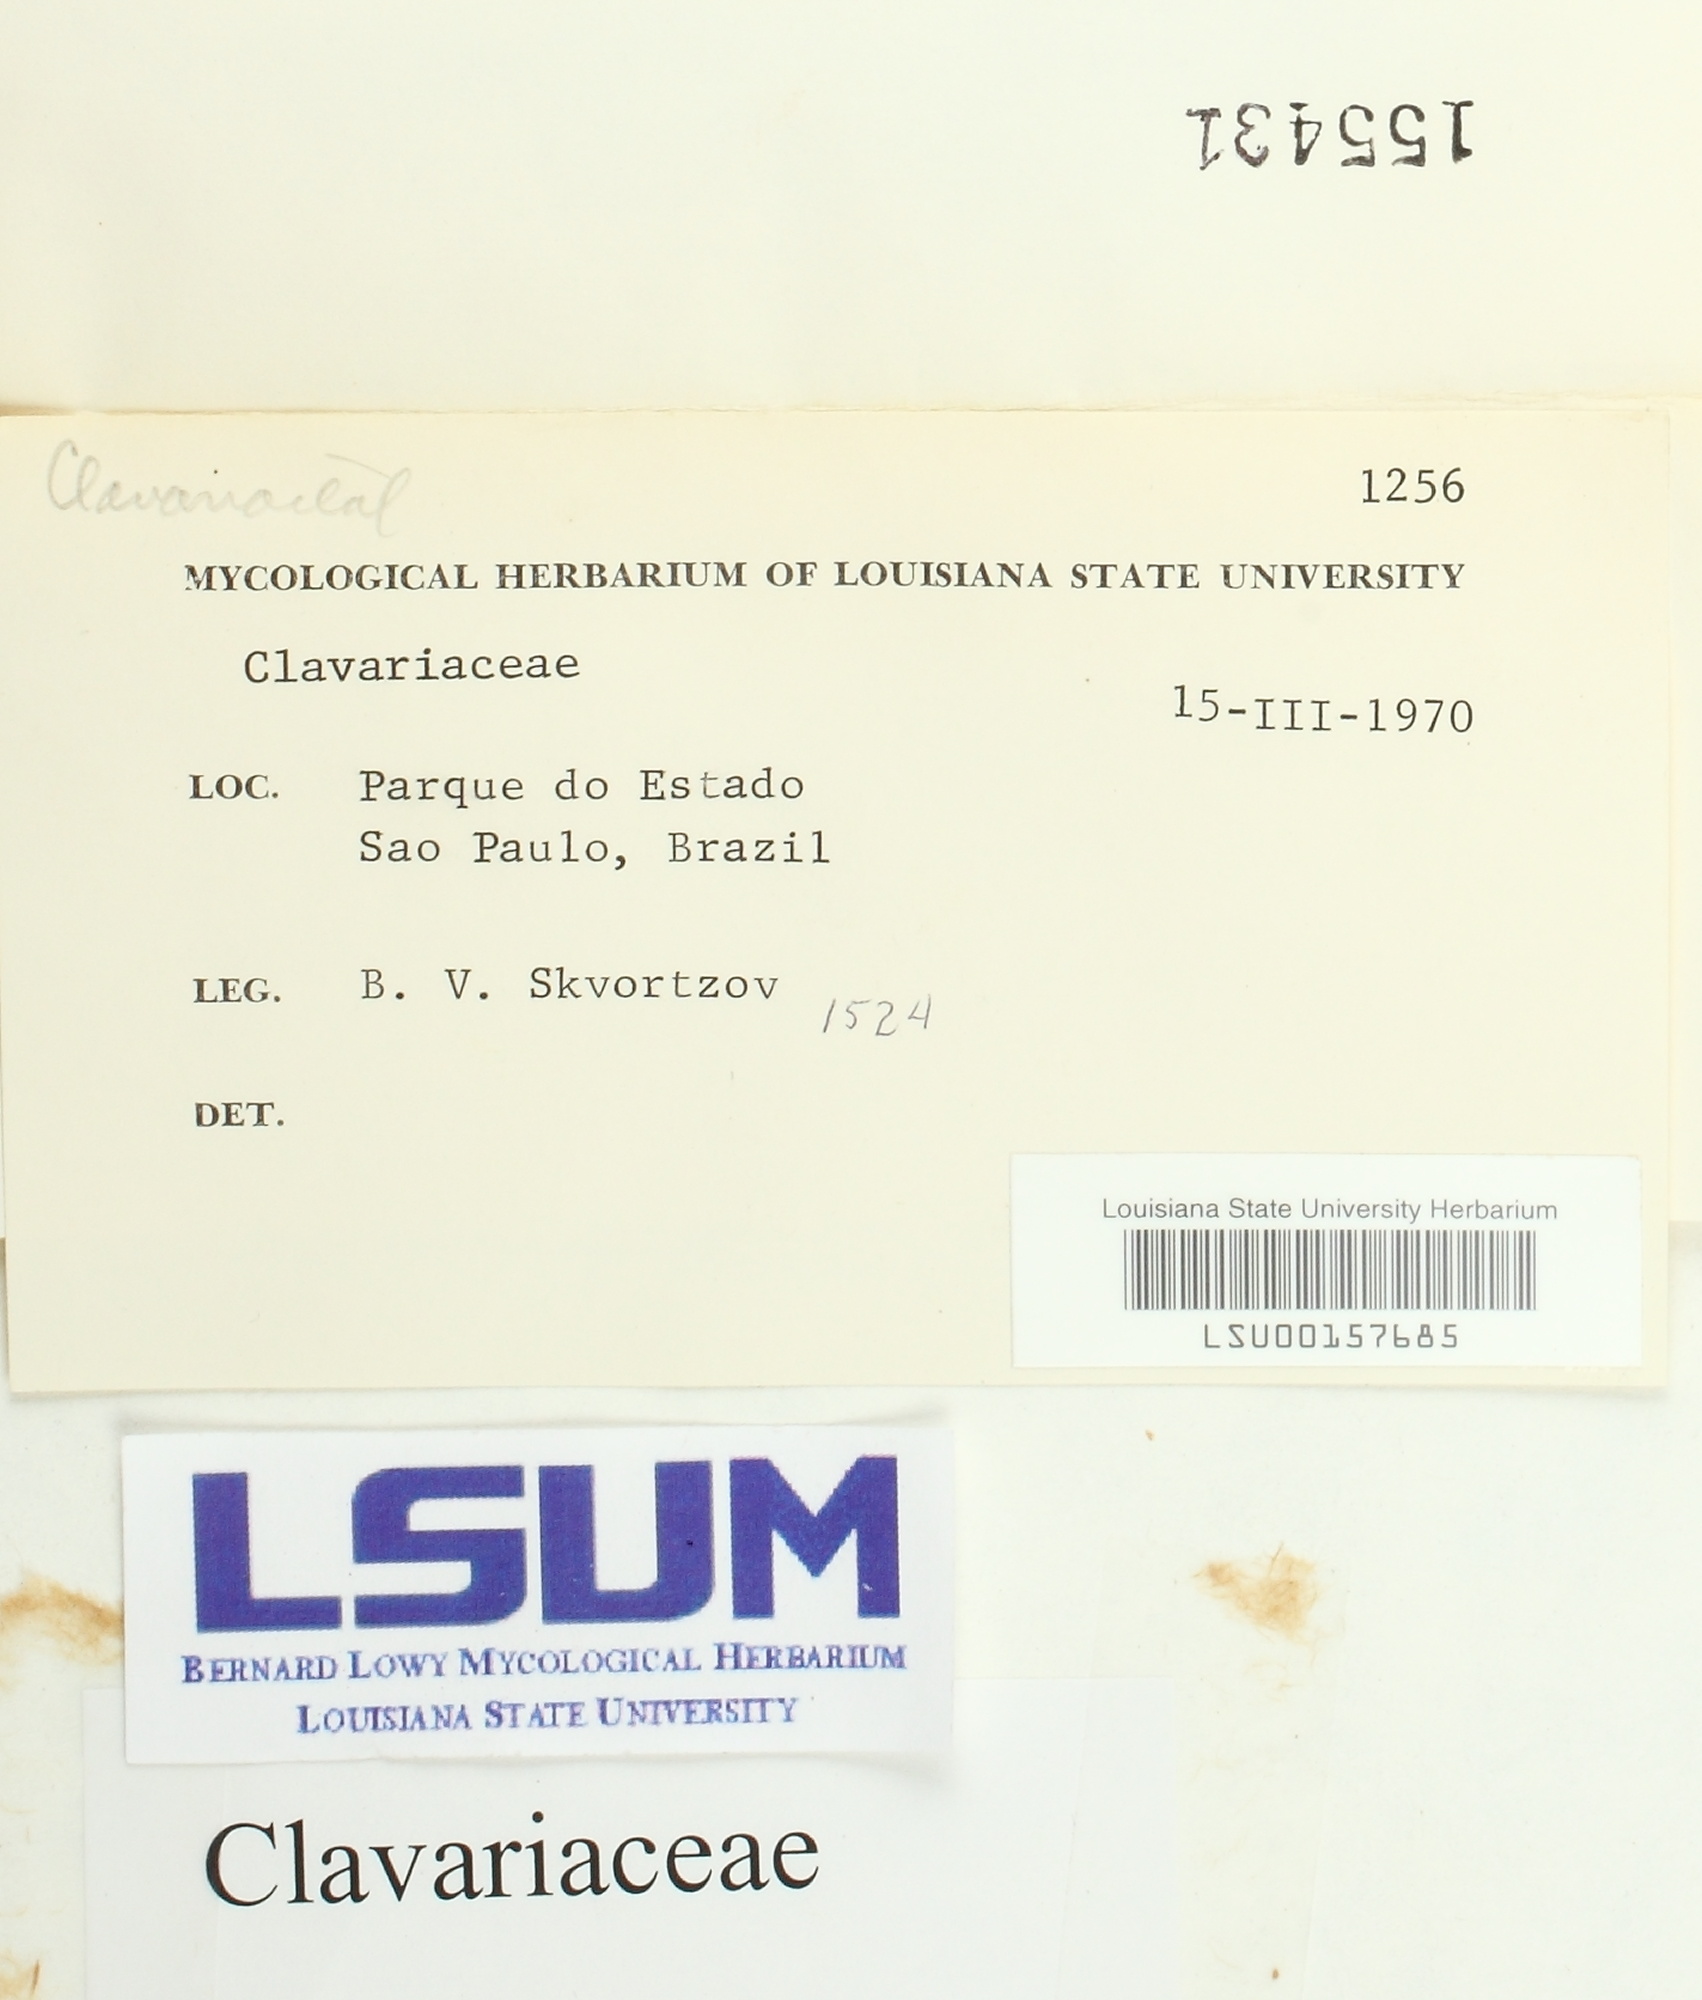 155431
1256
MYCOLOGICAL HERBARIUM OF LOUISIANA STATE UNIVERSITY
Clavariaceae
15-III-1970
LOC. Parque do Estado
Sao Paulo, Brazil
LEG. B. V. Skvortzov 1524
DET.
Louisiana State University Herbarium
LSU00157685
LSUM
BERNARD LOWY MYCOLOGICAL HERBARIUM
LOUISIANA STATE UNIVERSITY
Clavariaceae